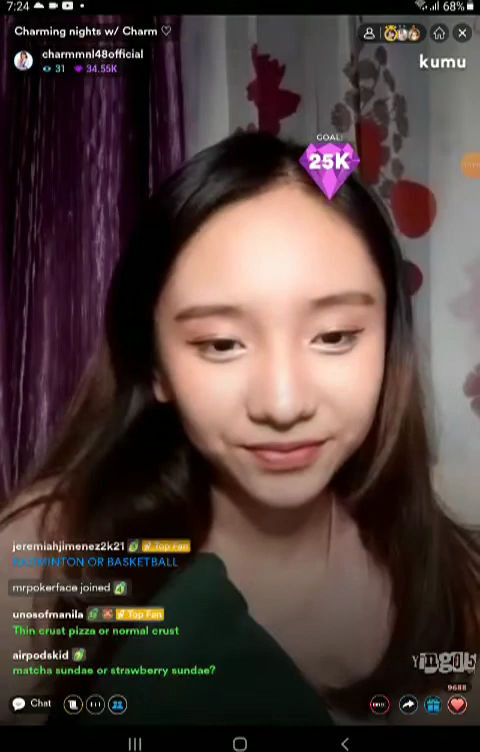 7:24
68%
Charming nights w/ Charm ♡
charmmnl48official
31 34.55K
kumu
GOAL:
25K
jeremiahjimenez2k21 Top Fan
BADMINTON OR BASKETBALL
mrpokerface joined
unosofmanila Top Fan
Thin crust pizza or normal crust
airpodskid
matcha sundae or strawberry sundae?
9688
Chat